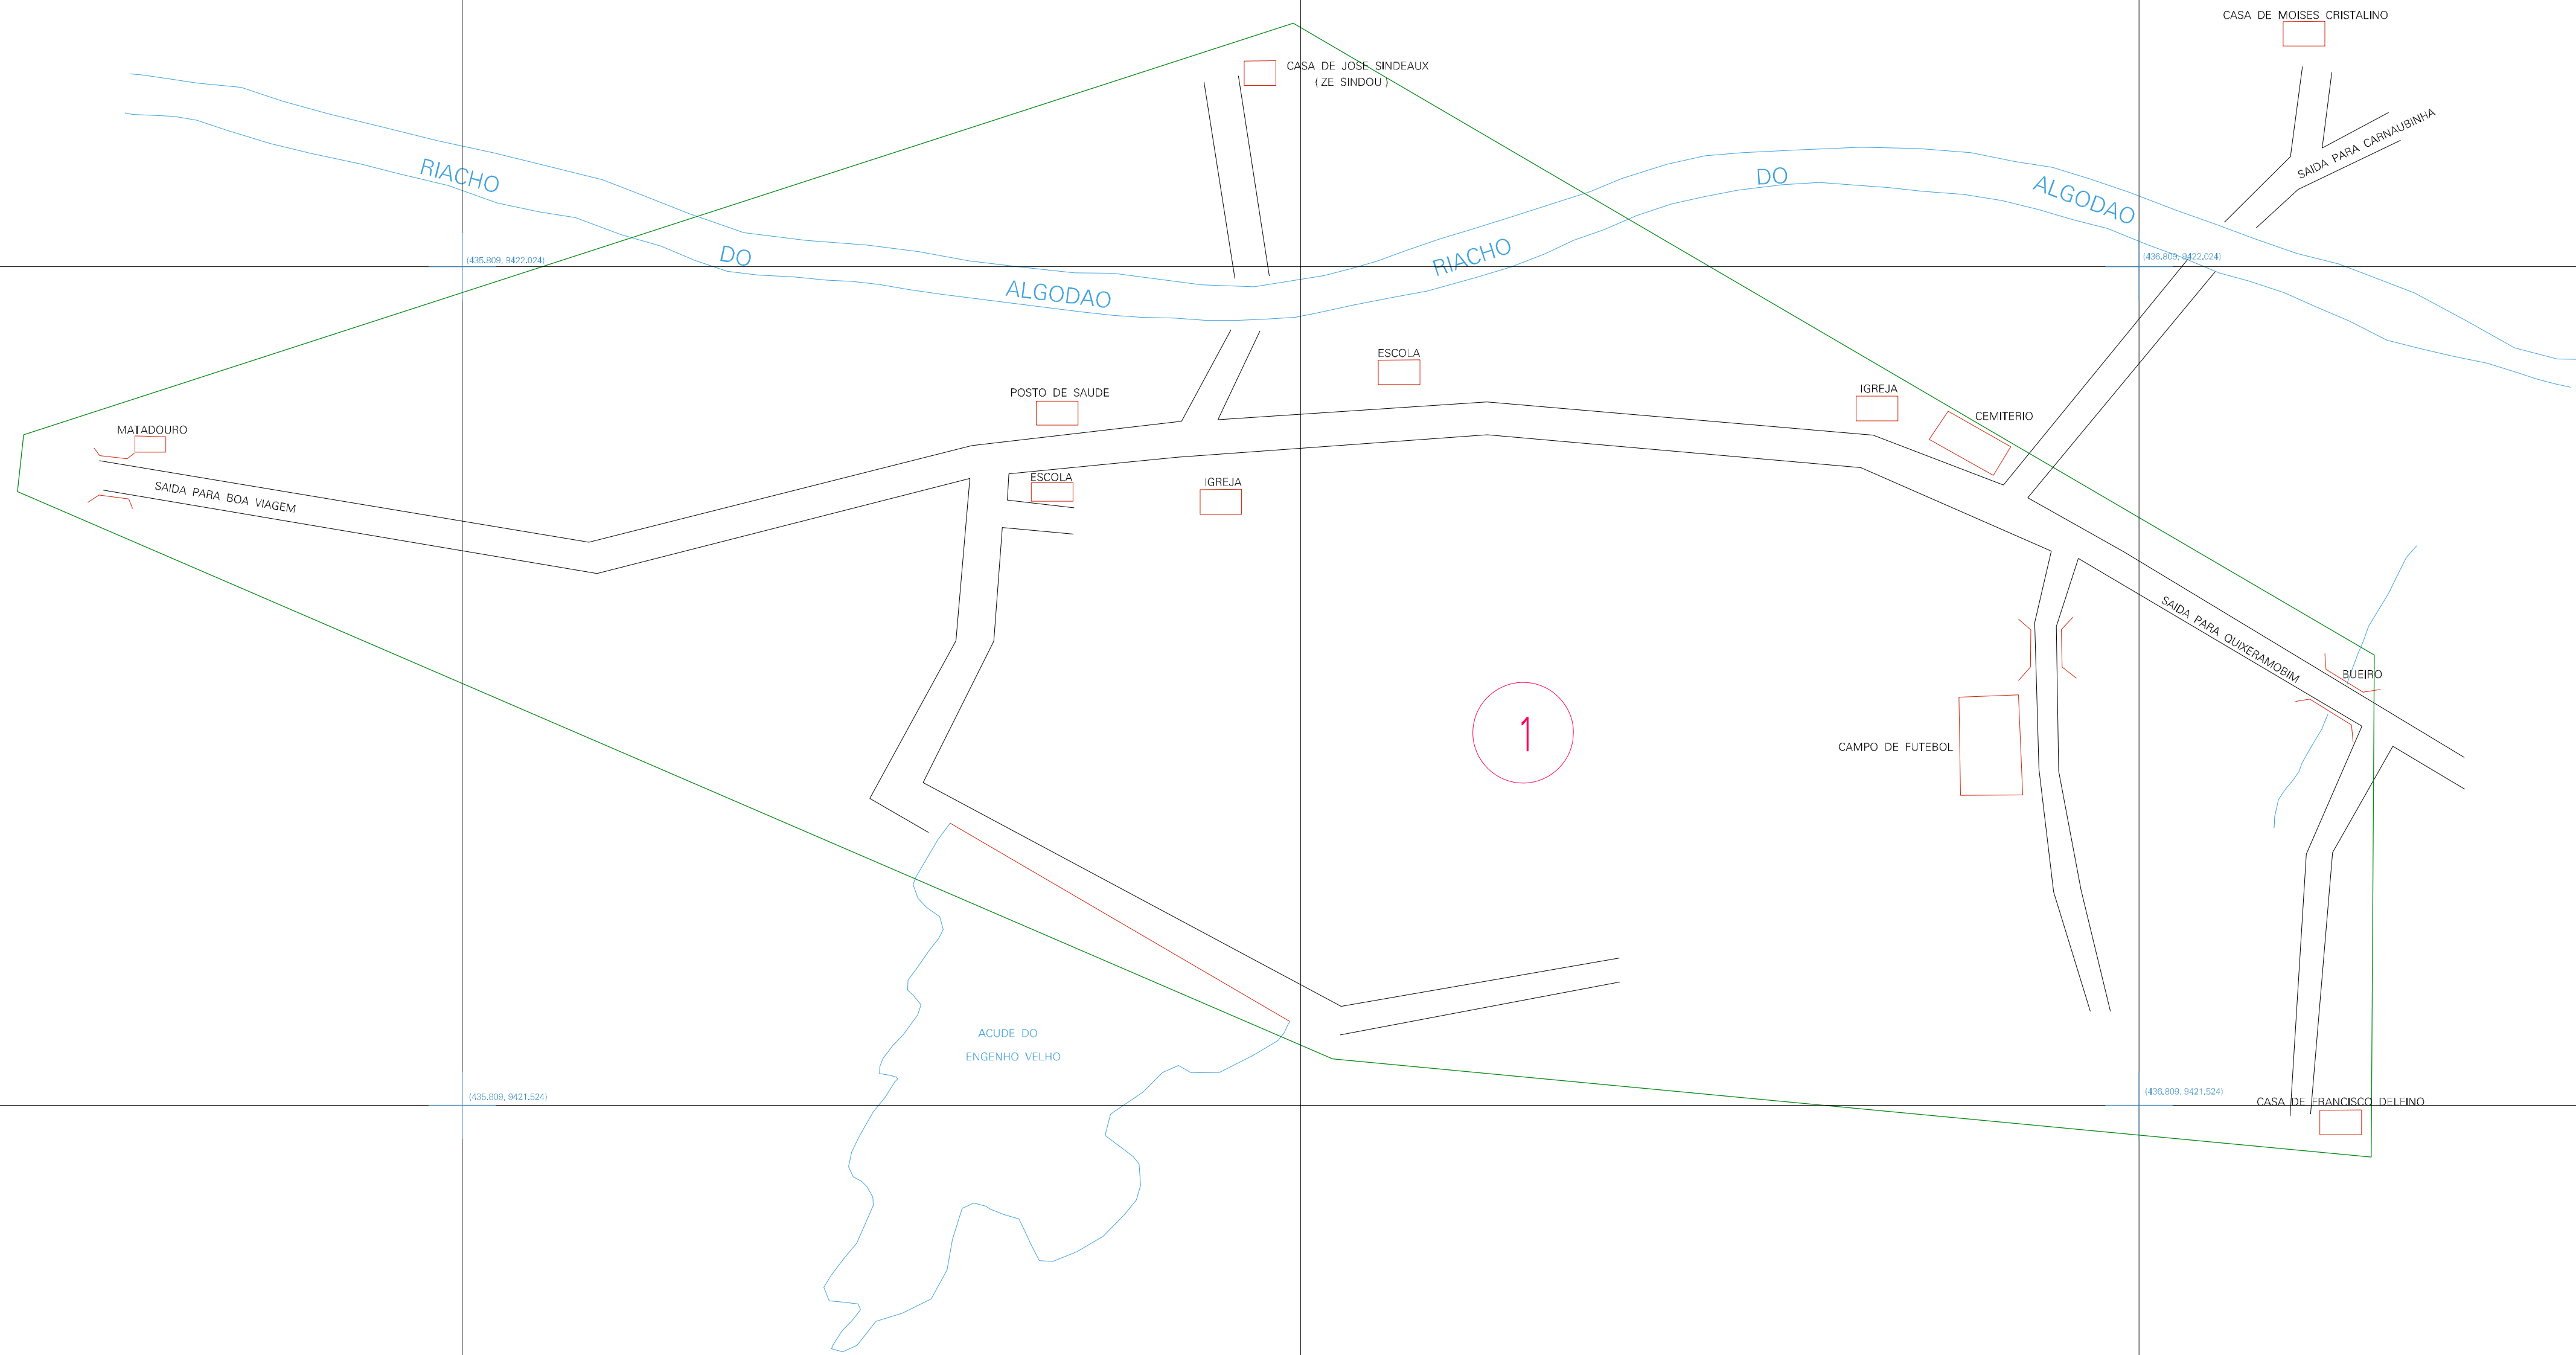 CASA DE MOISES CRISTALINO
CASA DE JOSE SINDEAUX
( ZE SINDOU )
SAIDA PARA CARNAUBINHA
RIACHO
DO
ALGODAO
RIACHO
DO
ALGODAO
(435.809, 9422.024)
(436.809, 9422.024)
ESCOLA
POSTO DE SAUDE
IGREJA
CEMITERIO
MATADOURO
SAIDA PARA BOA VIAGEM
ESCOLA
IGREJA
SAIDA PARA QUIXERAMOBIM
BUEIRO
1
CAMPO DE FUTEBOL
ACUDE DO
ENGENHO VELHO
(435.809, 9421.524)
(436.809, 9421.524)
CASA DE FRANCISCO DELFINO